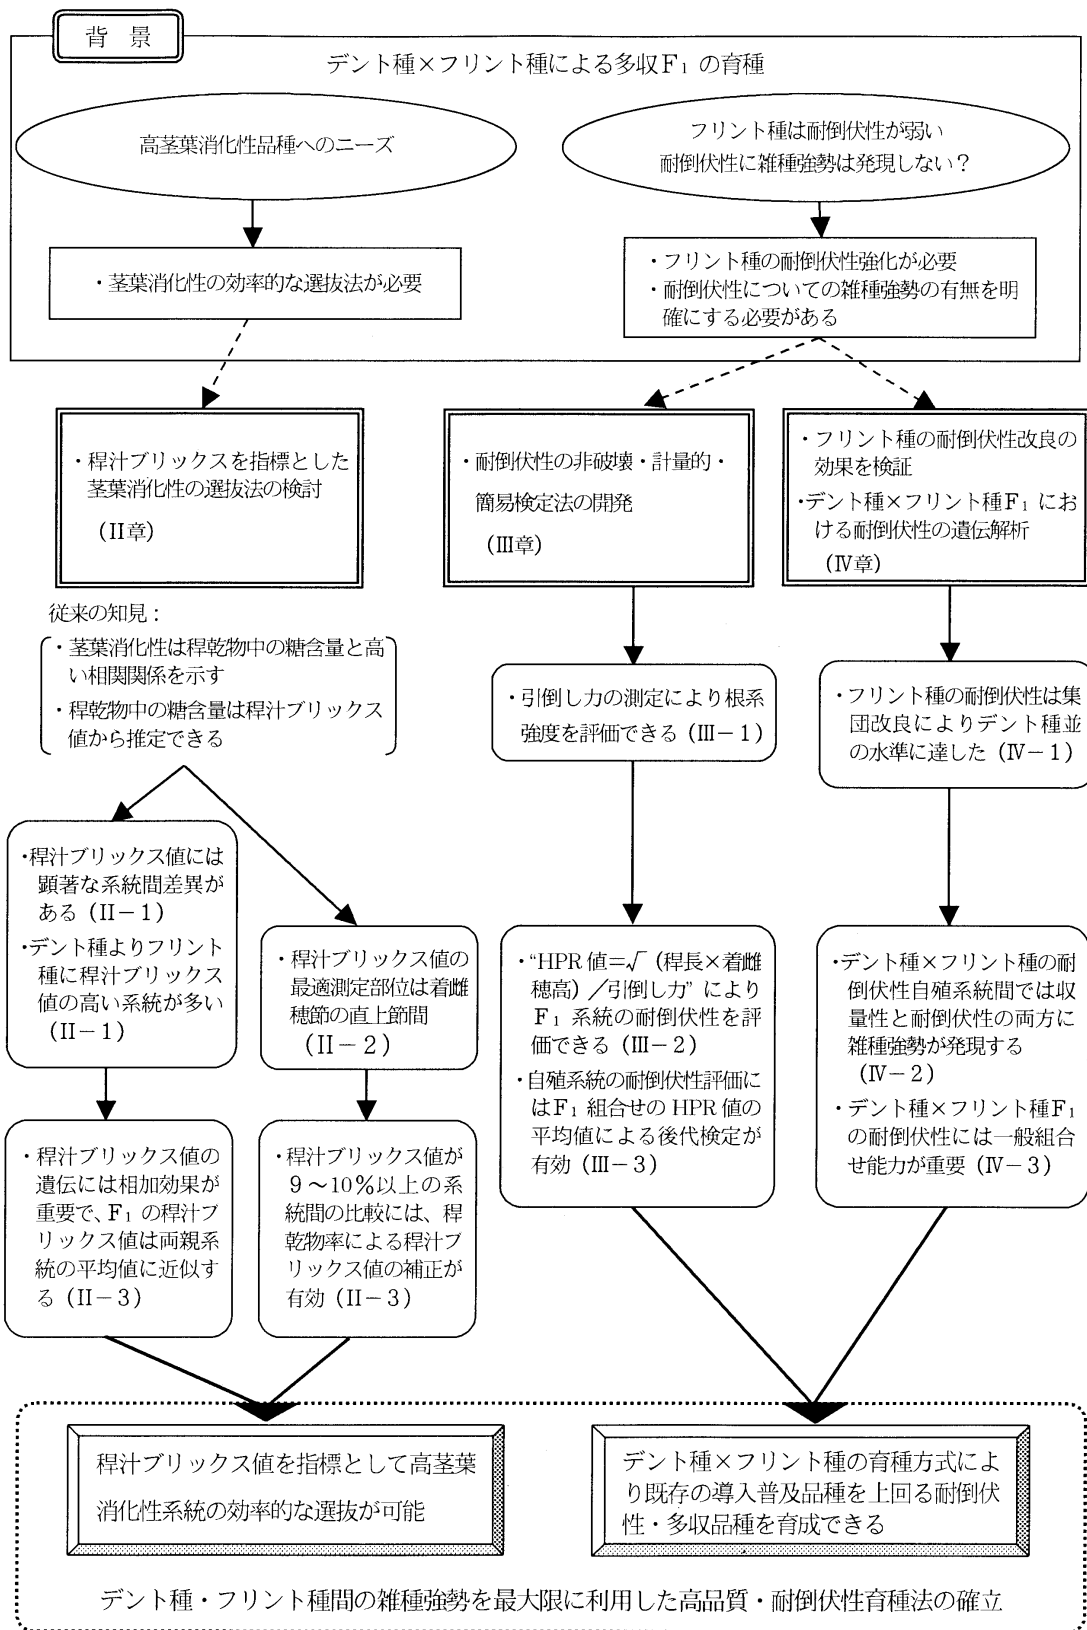 背 景
デント種×フリント種による多収F₁ の育種
高茎葉消化性品種へのニーズ
フリント種は耐倒伏性が弱い
耐倒伏性に雑種強勢は発現しない?
・茎葉消化性の効率的な選抜法が必要
・フリント種の耐倒伏性強化が必要
・耐倒伏性についての雑種強勢の有無を明
確にする必要がある
・稈汁ブリックスを指標とした
茎葉消化性の選抜法の検討
(II章)
・耐倒伏性の非破壊・計量的・
簡易検定法の開発
(III章)
・フリント種の耐倒伏性改良の
効果を検証
・デント種×フリント種F₁ にお
ける耐倒伏性の遺伝解析
(IV章)
従来の知見:
・茎葉消化性は稈乾物中の糖含量と高
い相関関係を示す
・稈乾物中の糖含量は稈汁ブリックス
値から推定できる
・引倒し力の測定により根系
強度を評価できる (III-1)
・フリント種の耐倒伏性は集
団改良によりデント種並
の水準に達した (IV-1)
・稈汁ブリックス値には
顕著な系統間差異が
ある (II-1)
・デント種よりフリント
種に稈汁ブリックス
値の高い系統が多い
(II-1)
・稈汁ブリックス値の
最適測定部位は着雌
穂節の直上節間
(II-2)
・“HPR 値=√ (稈長×着雌
穂高) /引倒し力” により
F₁ 系統の耐倒伏性を評
価できる (III-2)
・自殖系統の耐倒伏性評価に
はF₁ 組合せの HPR 値の
平均値による後代検定が
有効 (III-3)
・デント種×フリント種の耐
倒伏性自殖系統間では収
量性と耐倒伏性の両方に
雑種強勢が発現する
(IV-2)
・デント種×フリント種F₁
の耐倒伏性には一般組合
せ能力が重要 (IV-3)
・稈汁ブリックス値の
遺伝には相加効果が
重要で、F₁ の稈汁ブ
リックス値は両親系
統の平均値に近似す
る (II-3)
・稈汁ブリックス値が
9~10%以上の系
統間の比較には、稈
乾物率による稈汁ブ
リックス値の補正が
有効 (II-3)
稈汁ブリックス値を指標として高茎葉
消化性系統の効率的な選抜が可能
デント種×フリント種の育種方式によ
り既存の導入普及品種を上回る耐倒伏
性・多収品種を育成できる
デント種・フリント種間の雑種強勢を最大限に利用した高品質・耐倒伏性育種法の確立